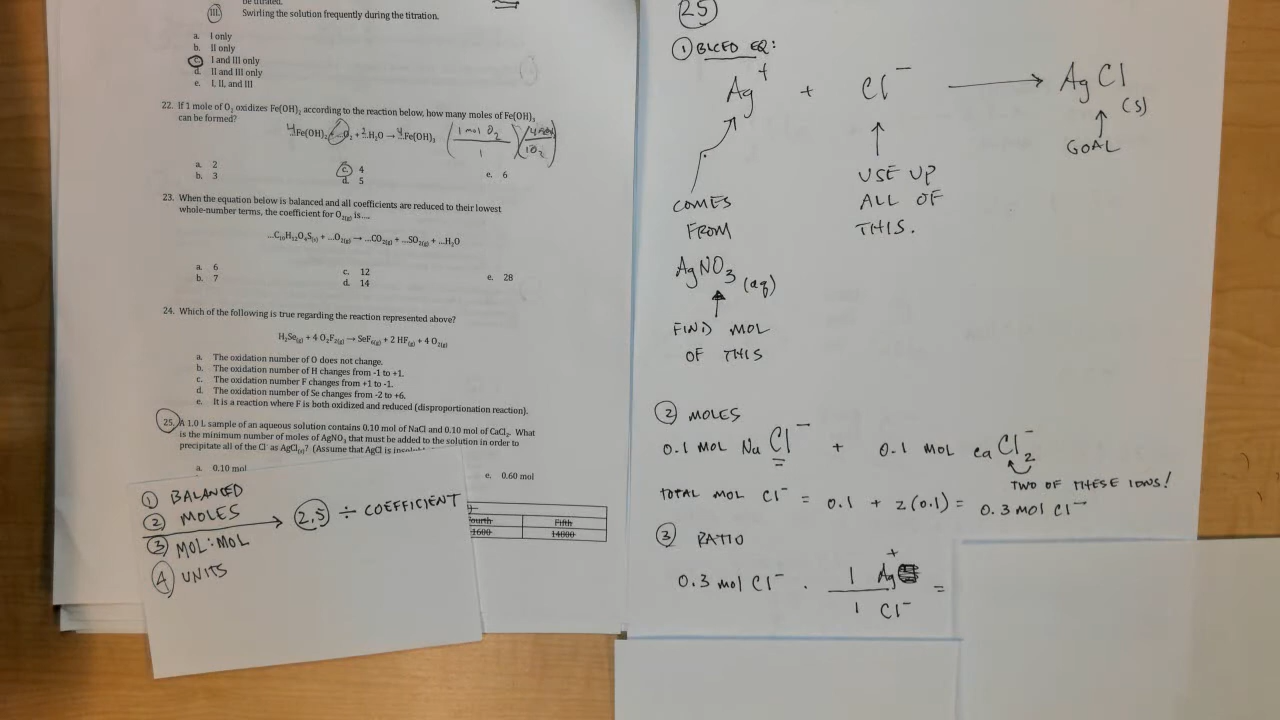 Swirling the solution frequently during the titration.
III.
a. I only
b. II only
c. I and III only
d. II and III only
e. I, II, and III
22. If 1 mole of O2 oxidizes Fe(OH)2 according to the reaction below, how many moles of Fe(OH)3
can be formed?
4 Fe(OH)2 + ...O2 + 2 H2O → 4 Fe(OH)3 (1 mol O2 / 1)
a. 2
b. 3
c. 4
d. 5
e. 6
23. When the equation below is balanced and all coefficients are reduced to their lowest
whole-number terms, the coefficient for O2(g) is....
...C10H12O4S(s) + ...O2(g) → ...CO2(g) + ...SO2(g) + ...H2O
a. 6
b. 7
c. 12
d. 14
e. 28
24. Which of the following is true regarding the reaction represented above?
H2Se(g) + 4 O2F2(g) → SeF6(g) + 2 HF(g) + 4 O2(g)
a. The oxidation number of O does not change.
b. The oxidation number of H changes from -1 to +1.
c. The oxidation number F changes from +1 to -1.
d. The oxidation number of Se changes from -2 to +6.
e. It is a reaction where F is both oxidized and reduced (disproportionation reaction).
25. A 1.0 L sample of an aqueous solution contains 0.10 mol of NaCl and 0.10 mol of CaCl2. What
is the minimum number of moles of AgNO3 that must be added to the solution in order to
precipitate all of the Cl- as AgCl(s)? (Assume that AgCl is
a. 0.10 mol
e. 0.60 mol
Fourth Fifth
1600 14000
① BALANCED
② MOLES
③ MOL:MOL
④ UNITS
→ 2.5 ÷ COEFFICIENT
25
① BLCED EQ:
Ag+ + Cl- → AgCl(s)
GOAL
COMES
FROM
AgNO3 (aq)
FIND MOL
OF THIS
USE UP
ALL OF
THIS.
② MOLES
0.1 MOL NaCl- + 0.1 MOL CaCl2-
TWO OF THESE IONS!
TOTAL MOL Cl- = 0.1 + 2(0.1) = 0.3 MOL Cl-
③ RATIO
0.3 mol Cl- · 1 Ag+ / 1 Cl- =